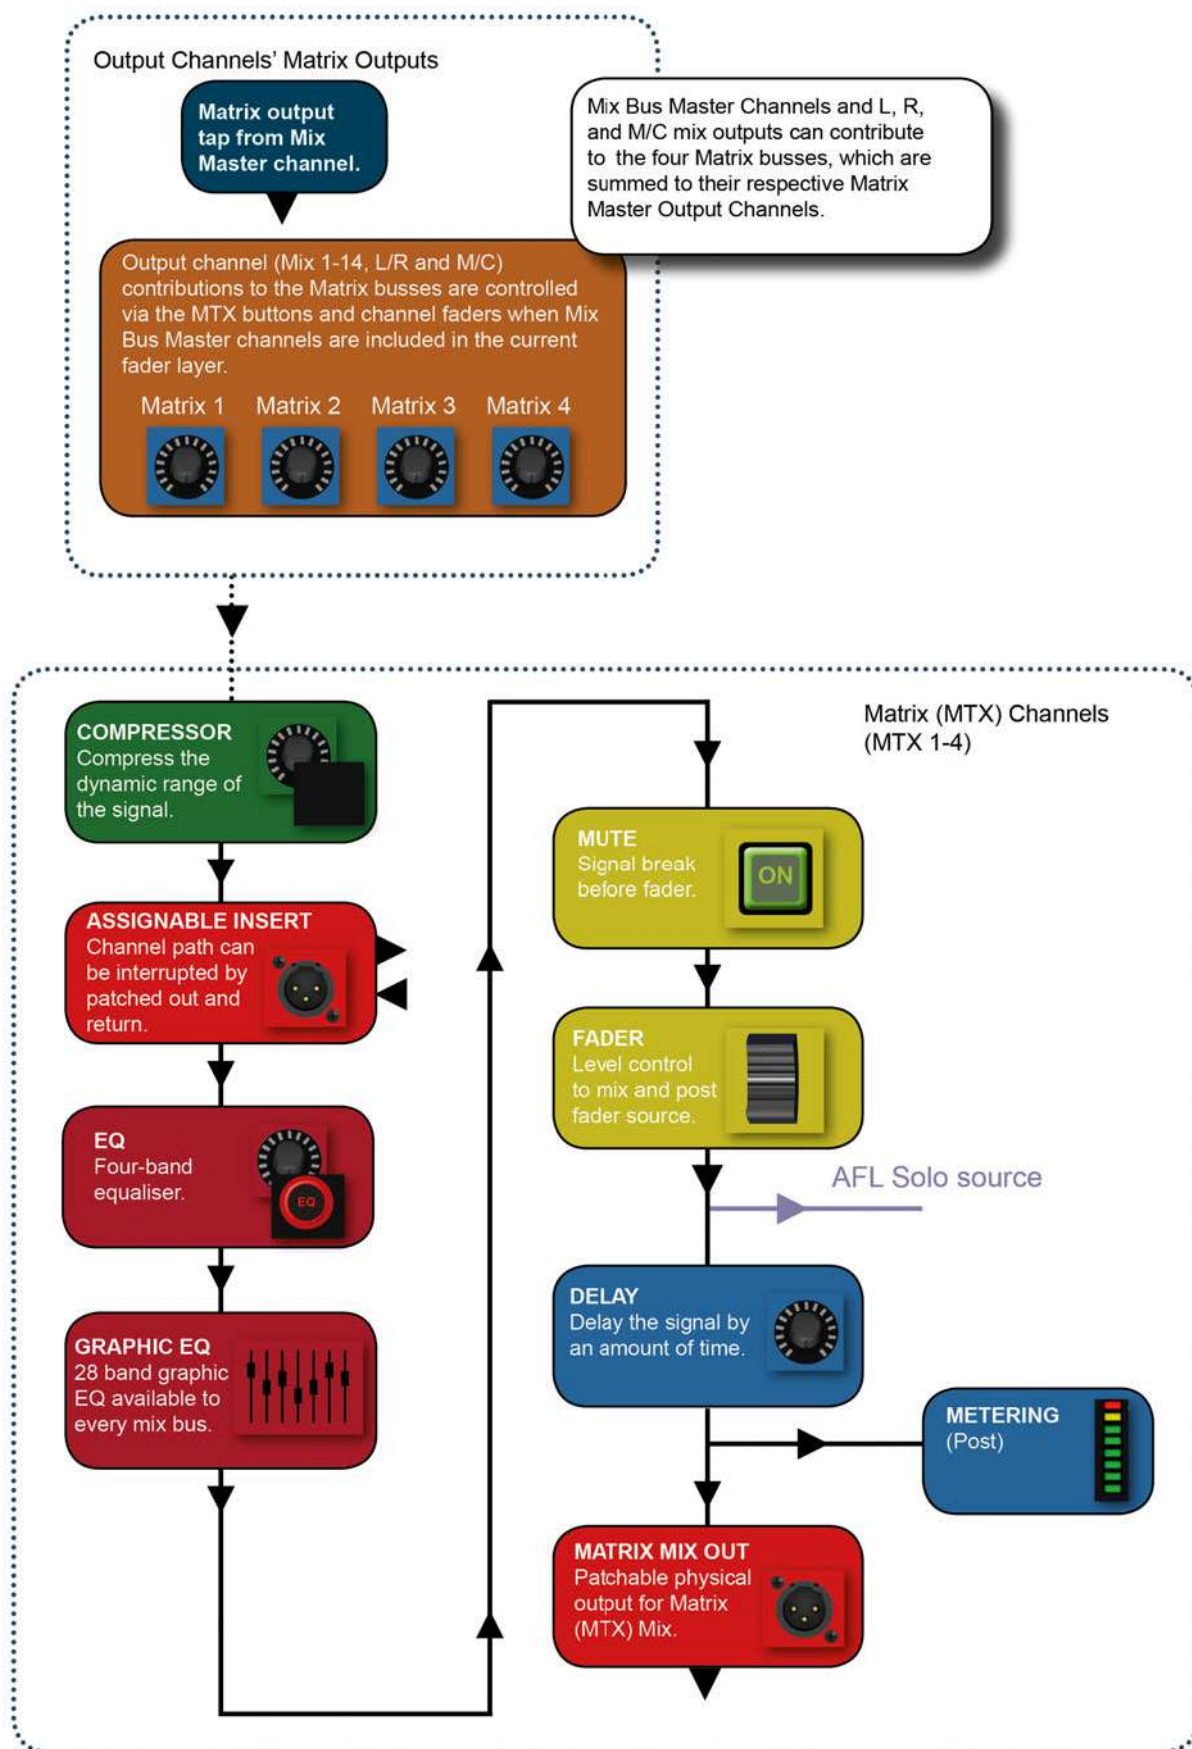 Output Channels' Matrix Outputs
Matrix output
tap from Mix
Master channel.
Mix Bus Master Channels and L, R,
and M/C mix outputs can contribute
to the four Matrix busses, which are
summed to their respective Matrix
Master Output Channels.
Output channel (Mix 1-14, L/R and M/C)
contributions to the Matrix busses are controlled
via the MTX buttons and channel faders when Mix
Bus Master channels are included in the current
fader layer.
Matrix 1 Matrix 2 Matrix 3 Matrix 4
Matrix (MTX) Channels
(MTX 1-4)
COMPRESSOR
Compress the
dynamic range of
the signal.
ASSIGNABLE INSERT
Channel path can
be interrupted by
patched out and
return.
EQ
Four-band
equaliser.
EQ
GRAPHIC EQ
28 band graphic
EQ available to
every mix bus.
MUTE
Signal break
before fader.
ON
FADER
Level control
to mix and post
fader source.
AFL Solo source
DELAY
Delay the signal by
an amount of time.
METERING
(Post)
MATRIX MIX OUT
Patchable physical
output for Matrix
(MTX) Mix.